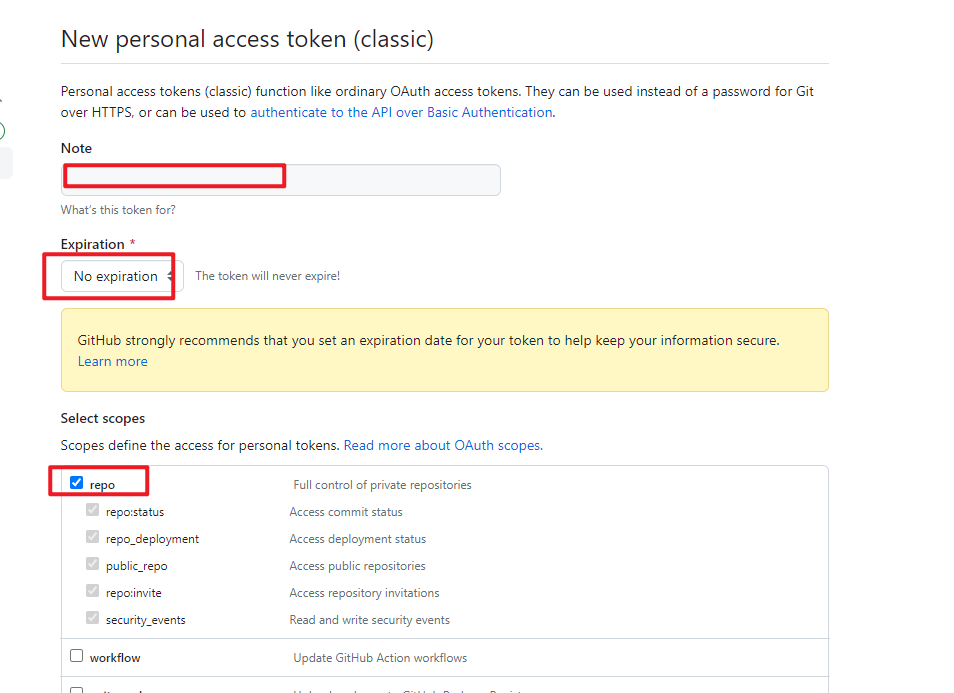 New personal access token (classic)
Personal access tokens (classic) function like ordinary OAuth access tokens. They can be used instead of a password for Git
over HTTPS, or can be used to authenticate to the API over Basic Authentication.
Note
What's this token for?
Expiration *
No expiration The token will never expire!
GitHub strongly recommends that you set an expiration date for your token to help keep your information secure.
Learn more
Select scopes
Scopes define the access for personal tokens. Read more about OAuth scopes.
repo Full control of private repositories
repo:status Access commit status
repo_deployment Access deployment status
public_repo Access public repositories
repo:invite Access repository invitations
security_events Read and write security events
workflow Update GitHub Action workflows